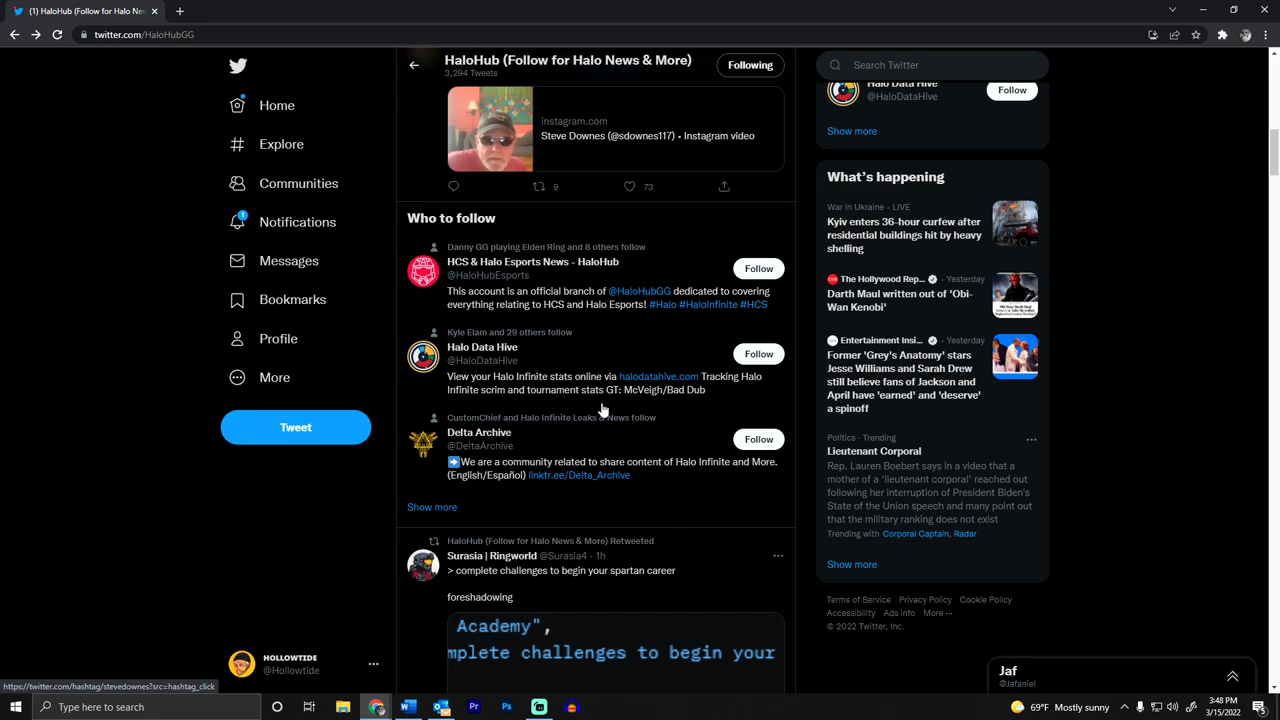 (1) HaloHub (Follow for Halo Ne
twitter.com/HaloHubGG
Home
Explore
Communities
1
Notifications
Messages
Bookmarks
Profile
More
Tweet
HOLLOWTIDE
@Hollowtide
HaloHub (Follow for Halo News & More)
3,294 Tweets
Following
instagram.com
Steve Downes (@sdownes117) • Instagram video
9
73
Who to follow
Danny GG playing Elden Ring and 8 others follow
HCS & Halo Esports News - HaloHub
@HaloHubEsports
Follow
This account is an official branch of @HaloHubGG dedicated to covering
everything relating to HCS and Halo Esports! #Halo #HaloInfinite #HCS
Kyle Elam and 29 others follow
Halo Data Hive
@HaloDataHive
Follow
View your Halo Infinite stats online via halodatahive.com Tracking Halo
Infinite scrim and tournament stats GT: McVeigh/Bad Dub
CustomChief and Halo Infinite Leaks & News follow
Delta Archive
@DeltaArchive
Follow
➡We are a community related to share content of Halo Infinite and More.
(English/Español) linktr.ee/Delta_Archive
Show more
HaloHub (Follow for Halo News & More) Retweeted
Surasia | Ringworld @Surasia4 · 1h
> complete challenges to begin your spartan career
foreshadowing
Academy",
mplete challenges to begin your
Search Twitter
Halo Data Hive
@HaloDataHive
Follow
Show more
What's happening
War in Ukraine · LIVE
Kyiv enters 36-hour curfew after
residential buildings hit by heavy
shelling
The Hollywood Rep... · Yesterday
Darth Maul written out of 'Obi-
Wan Kenobi'
Entertainment Insi... · Yesterday
Former 'Grey's Anatomy' stars
Jesse Williams and Sarah Drew
still believe fans of Jackson and
April have 'earned' and 'deserve'
a spinoff
Politics · Trending
Lieutenant Corporal
Rep. Lauren Boebert says in a video that a
mother of a 'lieutenant corporal' reached out
following her interruption of President Biden's
State of the Union speech and many point out
that the military ranking does not exist
Trending with Corporal Captain, Radar
Show more
Terms of Service Privacy Policy Cookie Policy
Accessibility Ads info More ···
© 2022 Twitter, Inc.
Jaf
@Jafaniel
https://twitter.com/hashtag/stevedownes?src=hashtag_click
Type here to search
W
Pr
Ps
69°F Mostly sunny
3:48 PM
3/15/2022